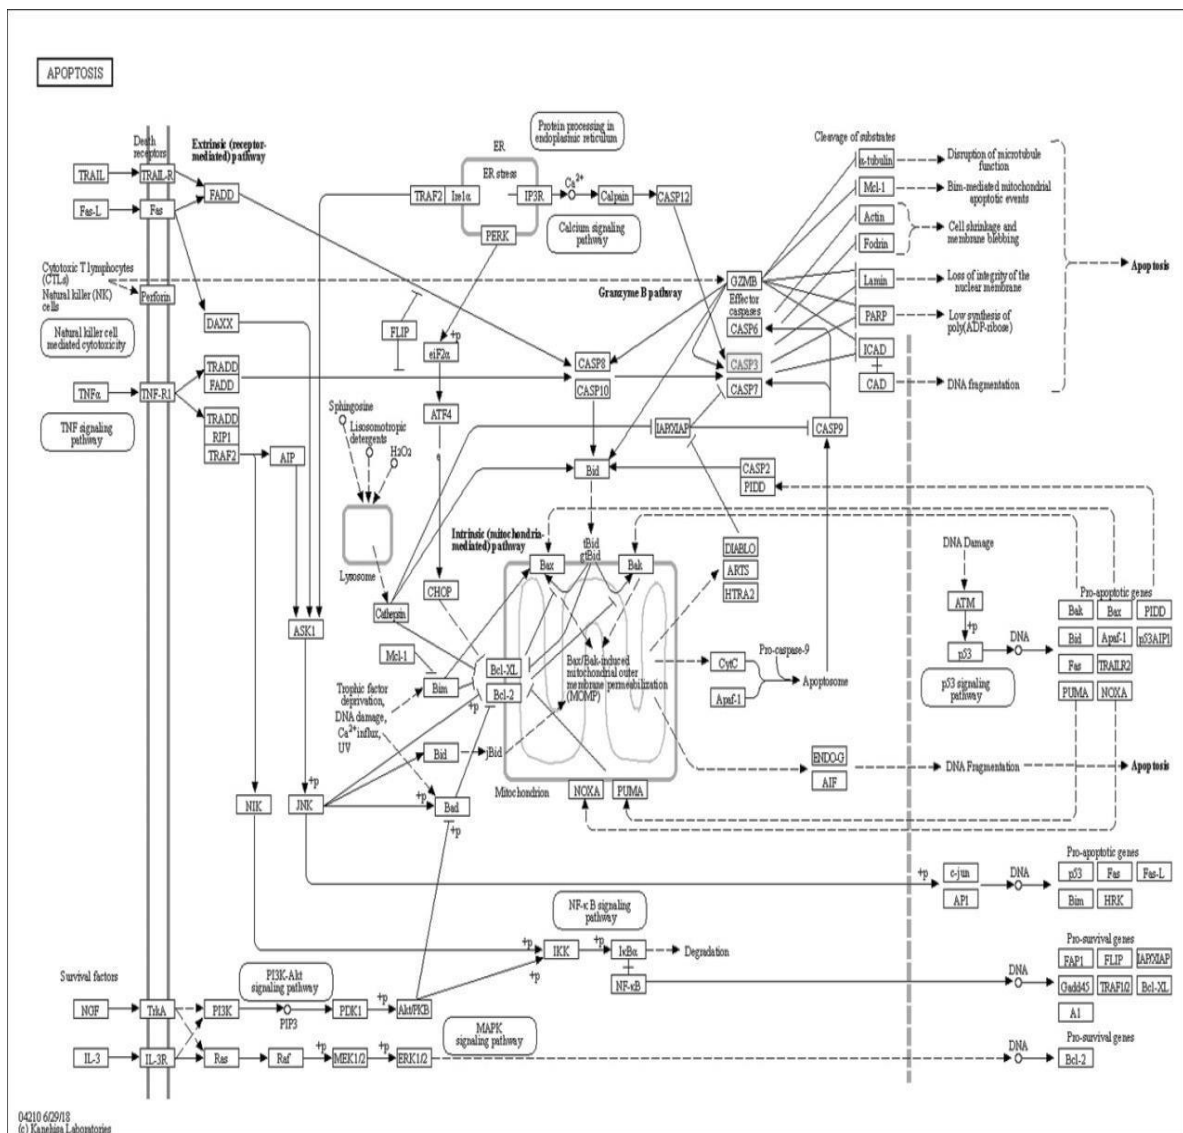 APOPTOSIS
Death
receptors
Extrinsic (receptor-
mediated) pathway
TRAIL
TRAIL-R
FADD
Fas-L
Fas
Protein processing in
endoplasmic reticulum
ER
ER stress
TRAF2
Ire1α
IP3R
Ca2+
Calpain
CASP12
PERK
Calcium signaling
pathway
Cleavage of substrates
α-tubulin
Disruption of microtubule
function
Mcl-1
Bim-mediated mitochondrial
apoptotic events
Actin
Fodrin
Cell shrinkage and
membrane blebbing
Lamin
Loss of integrity of the
nuclear membrane
PARP
Low synthesis of
poly(ADP-ribose)
ICAD
CAD
DNA fragmentation
Apoptosis
Cytotoxic T lymphocytes
(CTLs)
Natural killer (NK)
cells
Perforin
Natural killer cell
mediated cytotoxicity
DAXX
Granzyme B pathway
GZMB
Effector
caspases
CASP6
CASP3
CASP7
FLIP
+p
eIF2α
ATF4
CASP8
CASP10
TNFα
TNF-R1
TNF signaling
pathway
TRADD
FADD
TRADD
RIP1
TRAF2
AIP
Sphingosine
Lisosomotropic
detergents
H2O2
Lysosome
Cathepsin
IAP/XIAP
CASP9
Bid
CASP2
PIDD
Intrinsic (mitochondria-
mediated) pathway
tBid
gtBid
Bax
Bak
DIABLO
ARTS
HTRA2
CHOP
ASK1
Mcl-1
Bim
Bcl-XL
Bcl-2
+p
Bax/Bak-induced
mitochondrial outer
membrane permeabilization
(MOMP)
CytC
Apaf-1
Pro-caspase-9
Apoptosome
Trophic factor
deprivation,
DNA damage,
Ca2+ influx,
UV
Bid
jBid
+p
Bad
+p
Mitochondrion
NOXA
PUMA
ENDO-G
AIF
DNA Fragmentation
Apoptosis
DNA Damage
ATM
+p
p53
DNA
p53 signaling
pathway
Pro-apoptotic genes
Bak
Bax
PIDD
Bid
Apaf-1
p53AIP1
Fas
TRAILR2
PUMA
NOXA
NIK
+p
JNK
+p
c-jun
AP1
DNA
Pro-apoptotic genes
p53
Fas
Fas-L
Bim
HRK
NF-κB signaling
pathway
+p
IKK
+p
+p
IκBα
Degradation
NF-κB
DNA
Pro-survival genes
FAP1
FLIP
IAP/XIAP
Gadd45
TRAF1/2
Bcl-XL
A1
Survival factors
NGF
TrkA
PI3K
PI3K-Akt
signaling pathway
PIP3
+p
PDK1
+p
Akt/PKB
MAPK
signaling pathway
IL-3
IL-3R
Ras
Raf
+p
MEK1/2
+p
ERK1/2
DNA
Pro-survival genes
Bcl-2
04210 6/29/18
(c) Kanehisa Laboratories